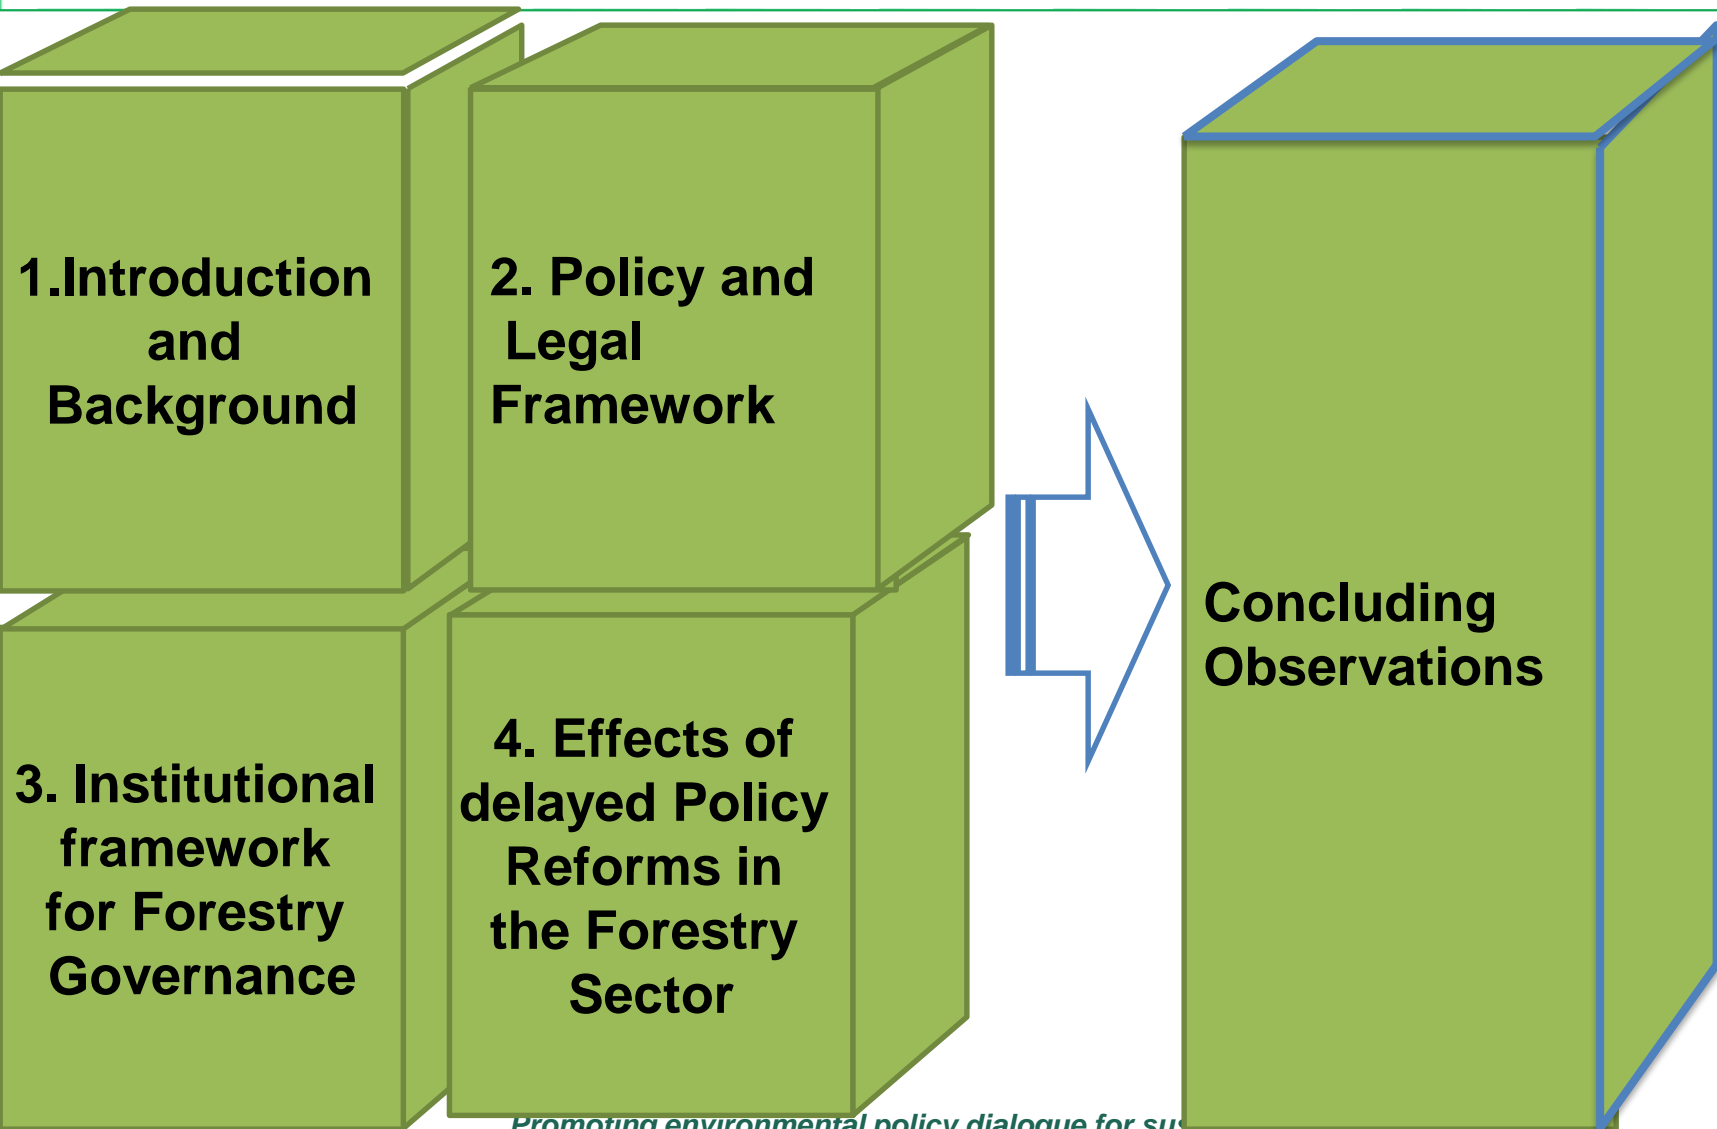 1.Introduction
and
Background
2. Policy and
Legal
Framework
3. Institutional
framework
for Forestry
Governance
4. Effects of
delayed Policy
Reforms in
the Forestry
Sector
Concluding
Observations
Promoting environmental policy dialogue for